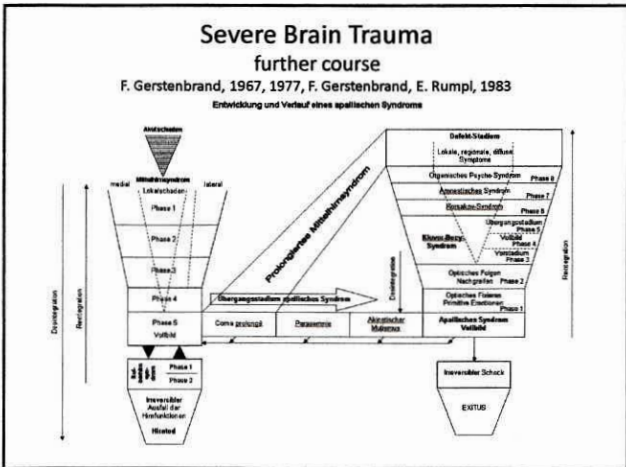 Severe Brain Trauma
further course
F. Gerstenbrand, 1967, 1977, F. Gerstenbrand, E. Rumpl, 1983
Entwicklung und Verlauf eines apallischen Syndroms
Akutschaden
Mittelhirnsyndrom
medial
Lokalschaden
lateral
Phase 1
Phase 2
Phase 3
Phase 4
Phase 5
Vollbild
Phase 1
Phase 2
Irreversibler
Ausfall der
Hirnfunktionen
Hirntod
Desintegration
Reintegration
Prolongiertes Mittelhirnsyndrom
Übergangsstadium apallisches Syndrom
Coma prolongé
Parasomnie
Akinetischer
Mutismus
Desintegration
Defekt-Stadium
Lokale, regionale, diffuse
Symptome
Organisches Psycho-Syndrom
Phase 8
Amnestisches Syndrom
Phase 7
Korsakow-Syndrom
Phase 6
Klüver-Bucy-
Syndrom
Übergangsstadium
Phase 5
Vollbild
Phase 4
Vorstadium
Phase 3
Optisches Folgen
Nachgreifen
Phase 2
Optisches Fixieren
Primitive Emotionen
Phase 1
Apallisches Syndrom
Vollbild
Reintegration
Irreversibler Schock
EXITUS